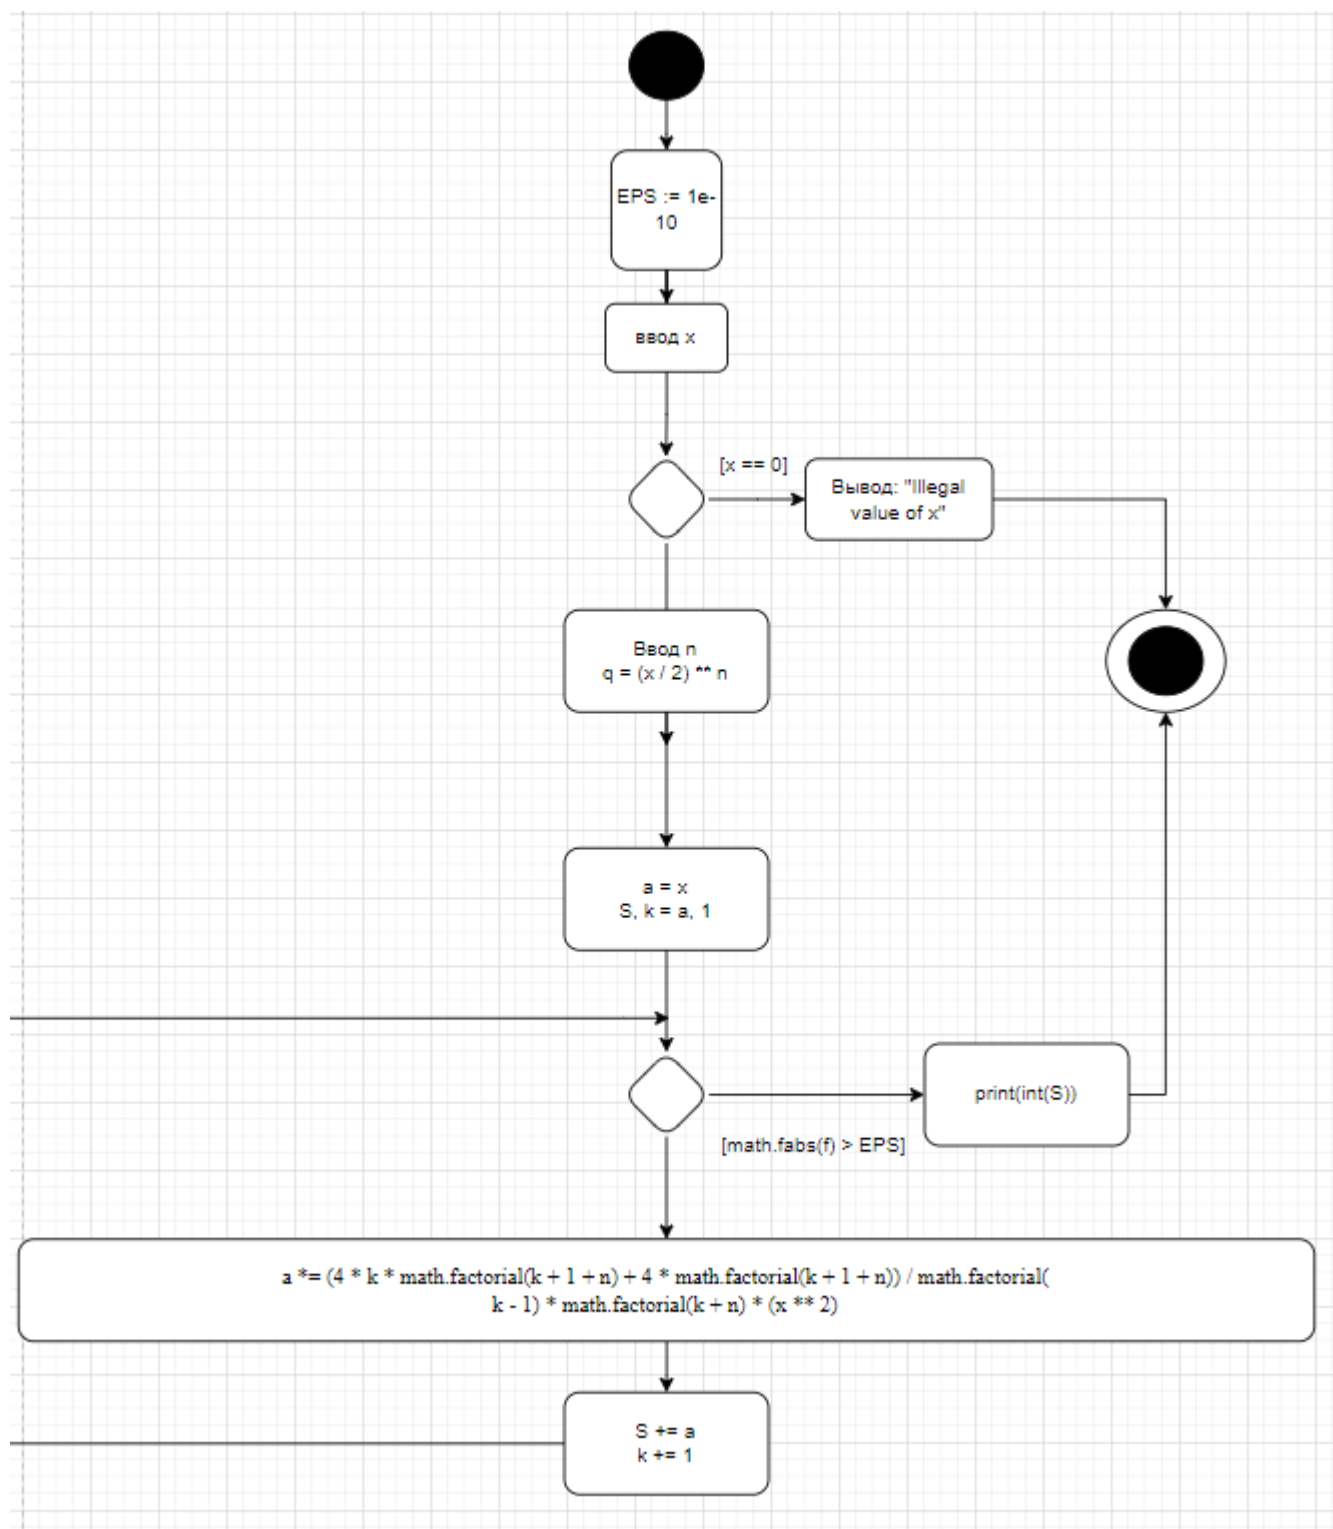 EPS := 1e-
10
ввод x
[x == 0]
Вывод: "Illegal
value of x"
Ввод n
q = (x / 2) ** n
a = x
S, k = a, 1
print(int(S))
[math.fabs(f) > EPS]
a *= (4 * k * math.factorial(k + 1 + n) + 4 * math.factorial(k + 1 + n)) / math.factorial(
k - 1) * math.factorial(k + n) * (x ** 2)
S += a
k += 1